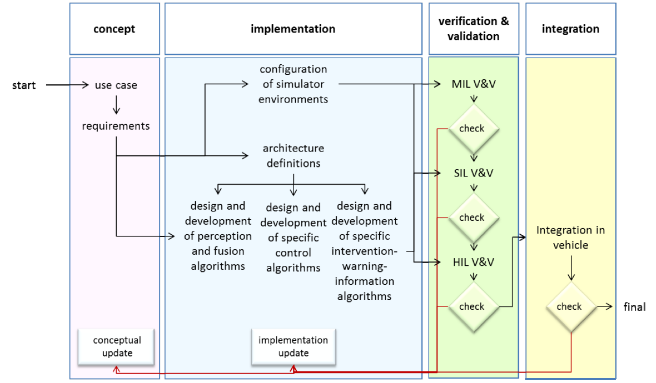 concept
implementation
verification &
validation
integration
start
use case
requirements
configuration
of simulator
environments
architecture
definitions
design and
development
of perception
and fusion
algorithms
design and
development
of specific
control
algorithms
design and
development
of specific
intervention-
warning-
information
algorithms
MIL V&V
check
SIL V&V
check
HIL V&V
check
Integration in
vehicle
check
final
conceptual
update
implementation
update